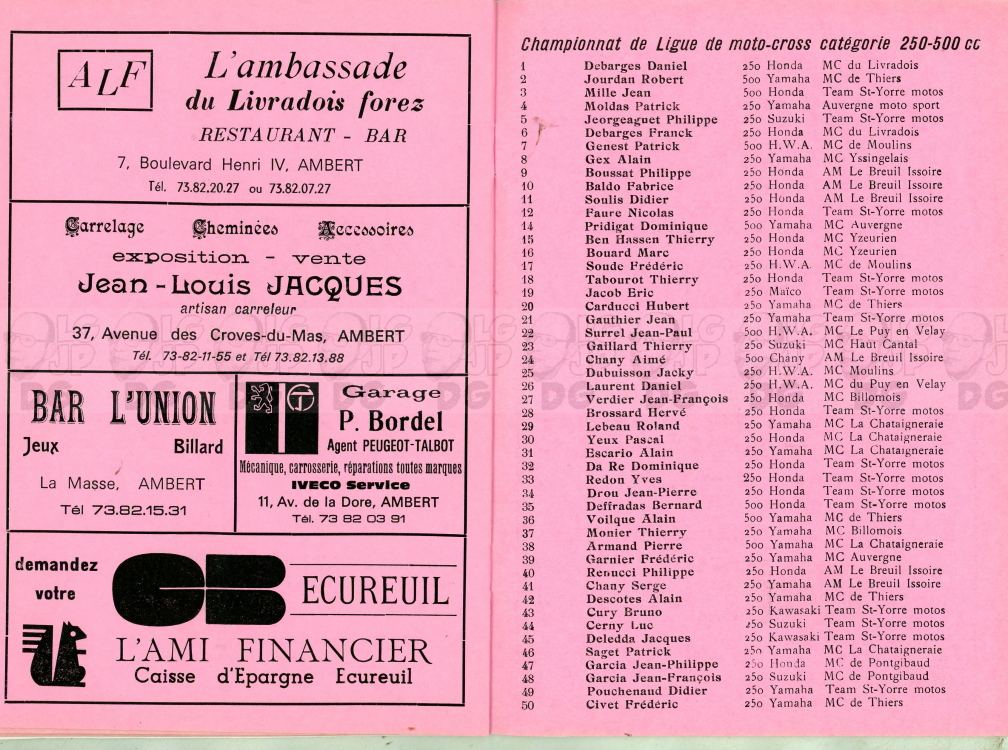 ALF
L'ambassade
du Livradois forez
RESTAURANT - BAR
7, Boulevard Henri IV, AMBERT
Tél. 73.82.20.27 ou 73.82.07.27
Carrelage Cheminées Accessoires
exposition - vente
Jean-Louis JACQUES
artisan carreleur
37, Avenue des Croves-du-Mas, AMBERT
Tél. 73-82-11-55 et Tél 73.82.13.88
BAR L'UNION
Jeux Billard
La Masse, AMBERT
Tél 73.82.15.31
Garage
P. Bordel
Agent PEUGEOT-TALBOT
Mécanique, carrosserie, réparations toutes marques
IVECO Service
11, Av. de la Dore, AMBERT
Tél. 73 82 03 91
demandez
votre
CB ECUREUIL
L'AMI FINANCIER
Caisse d'Epargne Ecureuil
Championnat de Ligue de moto-cross catégorie 250-500 cc
1 Debarges Daniel 250 Honda MC du Livradois
2 Jourdan Robert 500 Yamaha MC de Thiers
3 Mille Jean 500 Honda Team St-Yorre motos
4 Moldas Patrick 250 Yamaha Auvergne moto sport
5 Jeorgeaguet Philippe 250 Suzuki Team St-Yorre motos
6 Debarges Franck 250 Honda MC du Livradois
7 Genest Patrick 500 H.W.A. MC de Moulins
8 Gex Alain 250 Yamaha MC Yssingelais
9 Boussat Philippe 250 Honda AM Le Breuil Issoire
10 Baldo Fabrice 250 Honda AM Le Breuil Issoire
11 Soulis Didier 250 Honda AM Le Breuil Issoire
12 Faure Nicolas 250 Honda Team St-Yorre motos
14 Pridigat Dominique 500 Yamaha MC Auvergne
15 Ben Hassen Thierry 250 Honda MC Yzeurien
16 Bouard Marc 250 Honda MC Yzeurien
17 Soude Frédéric 250 H.W.A. MC de Moulins
18 Tabourot Thierry 250 Honda Team St-Yorre motos
19 Jacob Eric 250 Maïco Team St-Yorre motos
20 Carducci Hubert 250 Yamaha MC de Thiers
21 Gauthier Jean 250 Yamaha Team St-Yorre motos
22 Surrel Jean-Paul 500 H.W.A. MC Le Puy en Velay
23 Gaillard Thierry 250 Suzuki MC Haut Cantal
24 Chany Aimé 500 Chany AM Le Breuil Issoire
25 Dubuisson Jacky 250 H.W.A. MC Moulins
26 Laurent Daniel 250 H.W.A. MC du Puy en Velay
27 Verdier Jean-François 250 Honda MC Billomois
28 Brossard Hervé 250 Honda Team St-Yorre motos
29 Lebeau Roland 250 Yamaha MC La Chataigneraie
30 Yeux Pascal 250 Honda MC La Chataigneraie
31 Escario Alain 250 Yamaha MC La Chataigneraie
32 Da Re Dominique 250 Honda Team St-Yorre motos
33 Redon Yves 250 Honda Team St-Yorre motos
34 Drou Jean-Pierre 250 Honda Team St-Yorre motos
35 Deffradas Bernard 500 Honda Team St-Yorre motos
36 Voilque Alain 500 Yamaha MC de Thiers
37 Monier Thierry 250 Yamaha MC Billomois
38 Armand Pierre 500 Yamaha MC La Chataigneraie
39 Garnier Frédéric 250 Yamaha MC Auvergne
40 Renucci Philippe 250 Honda AM Le Breuil Issoire
41 Chany Serge 250 Yamaha AM Le Breuil Issoire
42 Descotes Alain 250 Yamaha MC de Thiers
43 Cury Bruno 250 Kawasaki Team St-Yorre motos
44 Cerny Luc 250 Suzuki Team St-Yorre motos
45 Deledda Jacques 250 Kawasaki Team St-Yorre motos
46 Saget Patrick 250 Yamaha MC La Chataigneraie
47 Garcia Jean-Philippe 250 Honda MC de Pontgibaud
48 Garcia Jean-François 250 Suzuki MC de Pontgibaud
49 Pouchenaud Didier 250 Yamaha Team St-Yorre motos
50 Civet Frédéric 250 Yamaha MC de Thiers